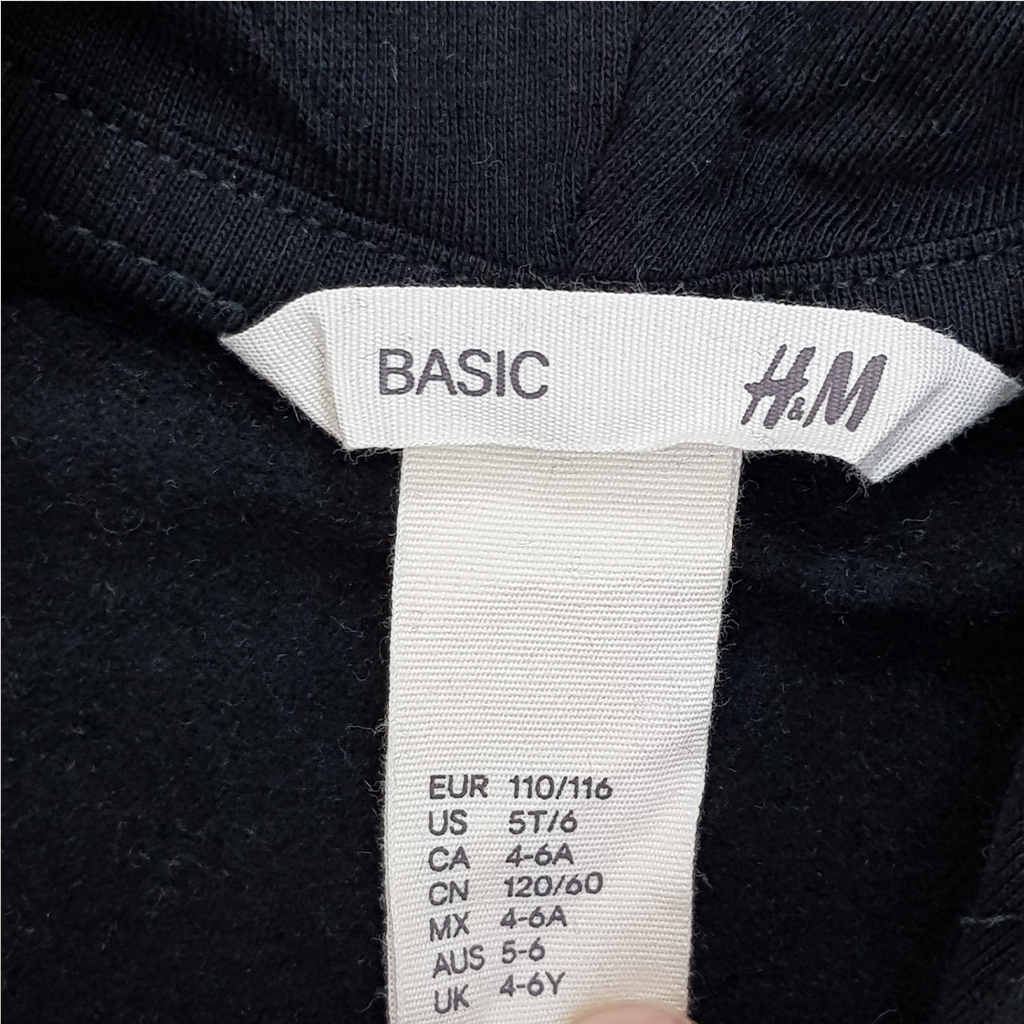 BASIC H&M
EUR 110/116
US 5T/6
CA 4-6A
CN 120/60
MX 4-6A
AUS 5-6
UK 4-6Y